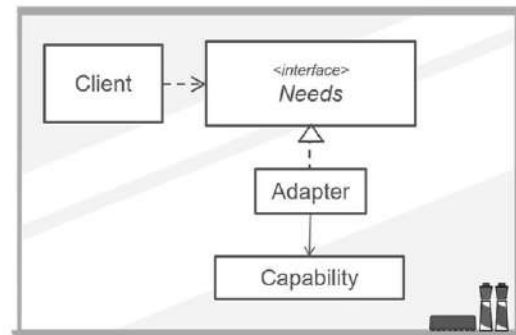 Client
<interface>
Needs
Adapter
Capability